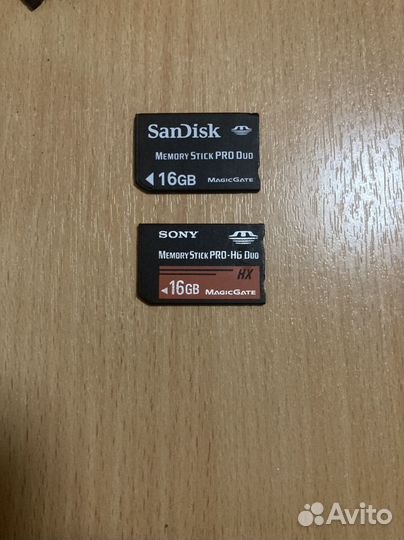 SanDisk
MEMORY STICK PRO DUO
16GB MAGICGATE
SONY
MEMORY STICK PRO-HG DUO
HX
16GB MAGICGATE
Avito